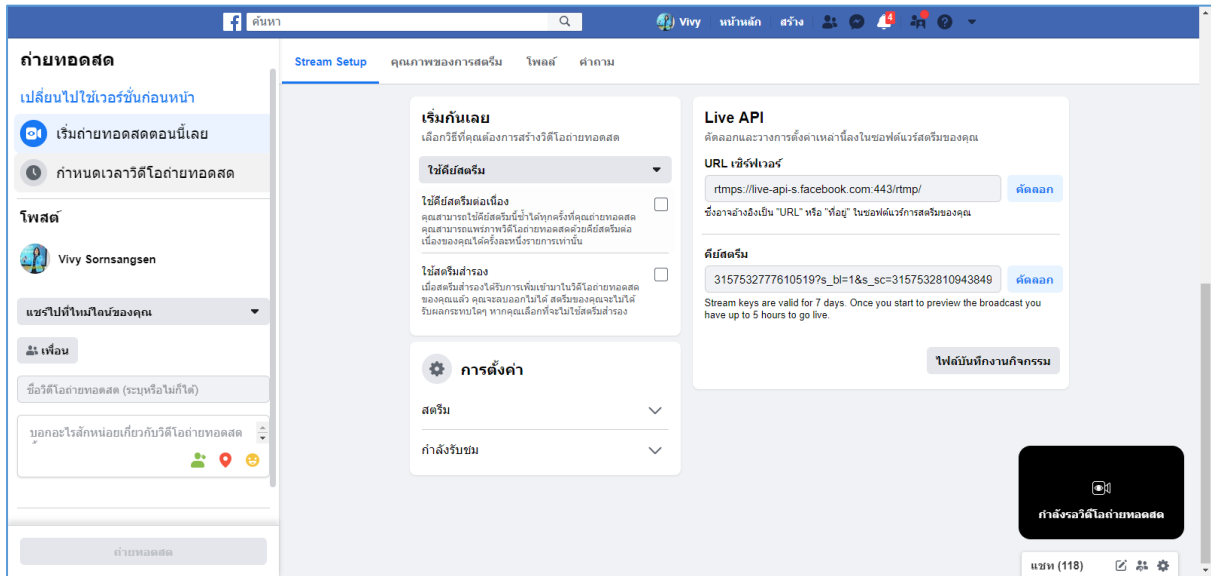 ค้นหา
Vivy หน้าหลัก สร้าง 4
ถ่ายทอดสด
เปลี่ยนไปใช้เวอร์ชั่นก่อนหน้า
เริ่มถ่ายทอดสดตอนนี้เลย
กำหนดเวลาวิดีโอถ่ายทอดสด
โพสต์
Vivy Sornsangsen
แชร์ไปที่ไทม์ไลน์ของคุณ
เพื่อน
ชื่อวิดีโอถ่ายทอดสด (ระบุหรือไม่ก็ได้)
บอกอะไรสักหน่อยเกี่ยวกับวิดีโอถ่ายทอดสด
ถ่ายทอดสด
Stream Setup คุณภาพของการสตรีม โพลล์ คำถาม
เริ่มกันเลย
เลือกวิธีที่คุณต้องการสร้างวิดีโอถ่ายทอดสด
ใช้คีย์สตรีม
ใช้คีย์สตรีมต่อเนื่อง
คุณสามารถใช้คีย์สตรีมนี้ซ้ำได้ทุกครั้งที่คุณถ่ายทอดสด
คุณสามารถแพร่ภาพวิดีโอถ่ายทอดสดด้วยคีย์สตรีมต่อ
เนื่องของคุณได้ครั้งละหนึ่งรายการเท่านั้น
ใช้สตรีมสำรอง
เมื่อสตรีมสำรองได้รับการเพิ่มเข้ามาในวิดีโอถ่ายทอดสด
ของคุณแล้ว คุณจะลบออกไม่ได้ สตรีมของคุณจะไม่ได้
รับผลกระทบใดๆ หากคุณเลือกที่จะไม่ใช้สตรีมสำรอง
การตั้งค่า
สตรีม
กำลังรับชม
Live API
คัดลอกและวางการตั้งค่าเหล่านี้ลงในซอฟต์แวร์สตรีมของคุณ
URL เซิร์ฟเวอร์
rtmps://live-api-s.facebook.com:443/rtmp/ คัดลอก
ซึ่งอาจอ้างอิงเป็น "URL" หรือ "ที่อยู่" ในซอฟต์แวร์การสตรีมของคุณ
คีย์สตรีม
3157532777610519?s_bl=1&s_sc=3157532810943849 คัดลอก
Stream keys are valid for 7 days. Once you start to preview the broadcast you
have up to 5 hours to go live.
ไฟล์บันทึกงานกิจกรรม
กำลังรอวิดีโอถ่ายทอดสด
แชท (118)